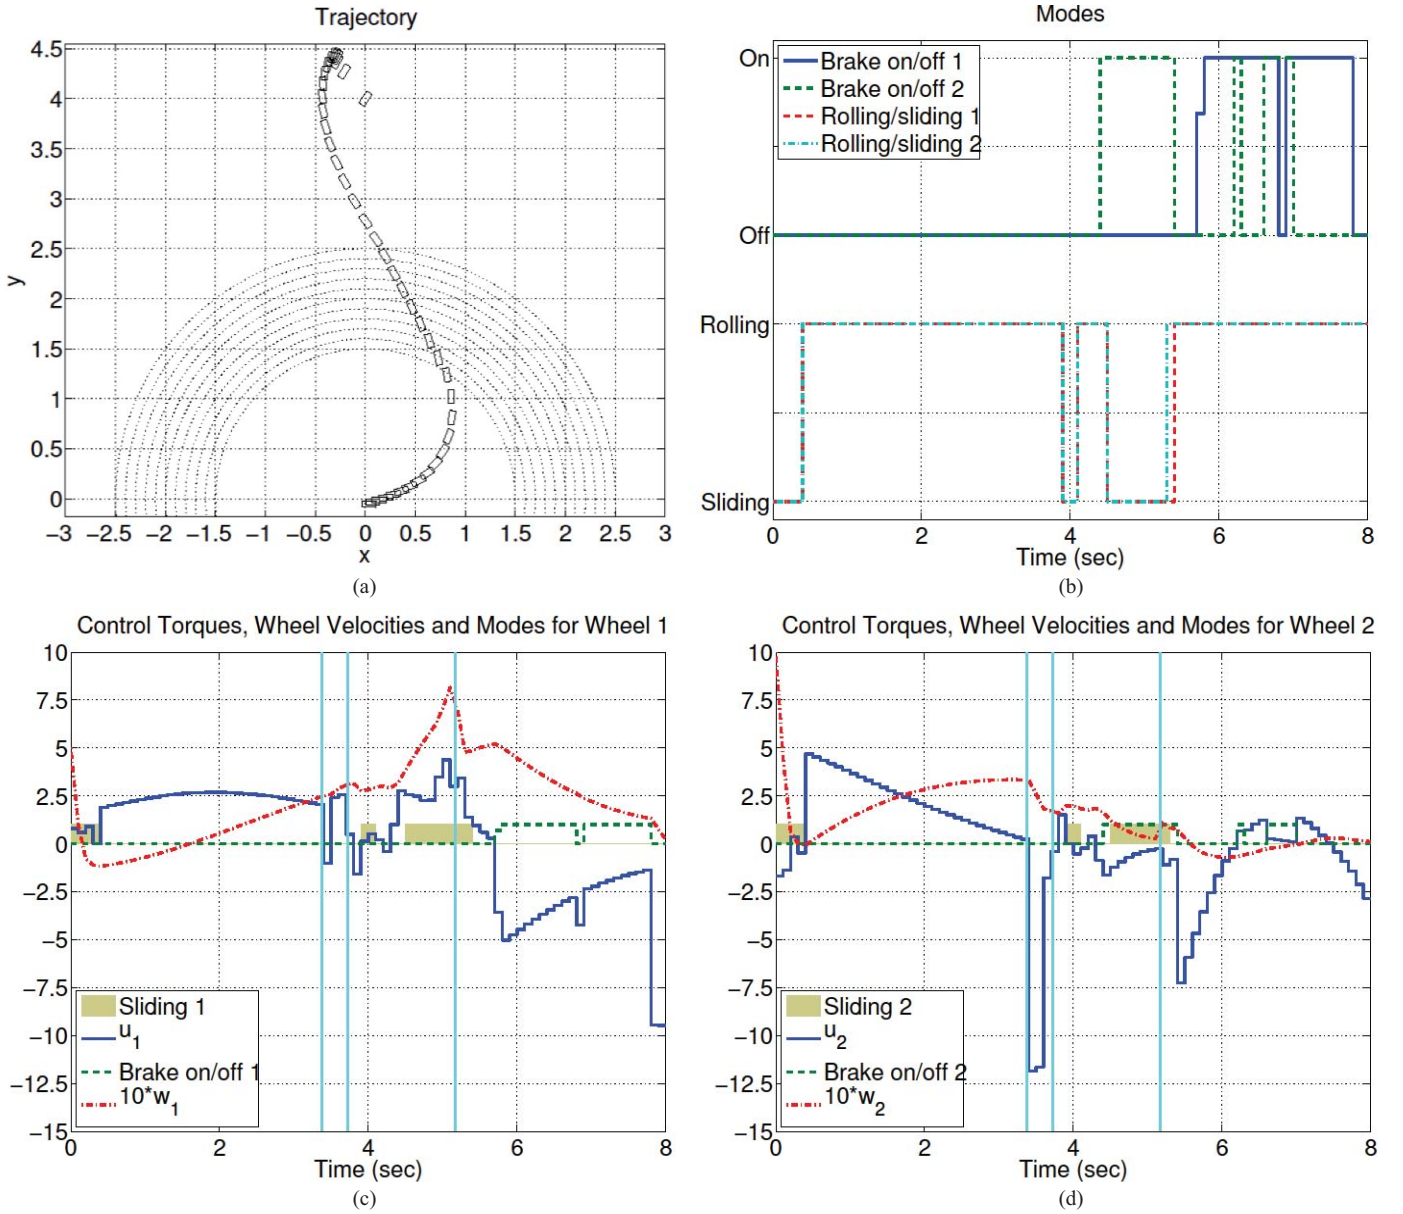 Trajectory
4.5
4
3.5
3
2.5
2
1.5
1
0.5
0
y
−3 −2.5 −2 −1.5 −1 −0.5 0 0.5 1 1.5 2 2.5 3
x
(a)
Modes
On
Off
Rolling
Sliding
Brake on/off 1
Brake on/off 2
Rolling/sliding 1
Rolling/sliding 2
0 2 4 6 8
Time (sec)
(b)
Control Torques, Wheel Velocities and Modes for Wheel 1
10
7.5
5
2.5
0
−2.5
−5
−7.5
−10
−12.5
−15
Sliding 1
u1
Brake on/off 1
10*w1
0 2 4 6 8
Time (sec)
(c)
Control Torques, Wheel Velocities and Modes for Wheel 2
10
7.5
5
2.5
0
−2.5
−5
−7.5
−10
−12.5
−15
Sliding 2
u2
Brake on/off 2
10*w2
0 2 4 6 8
Time (sec)
(d)